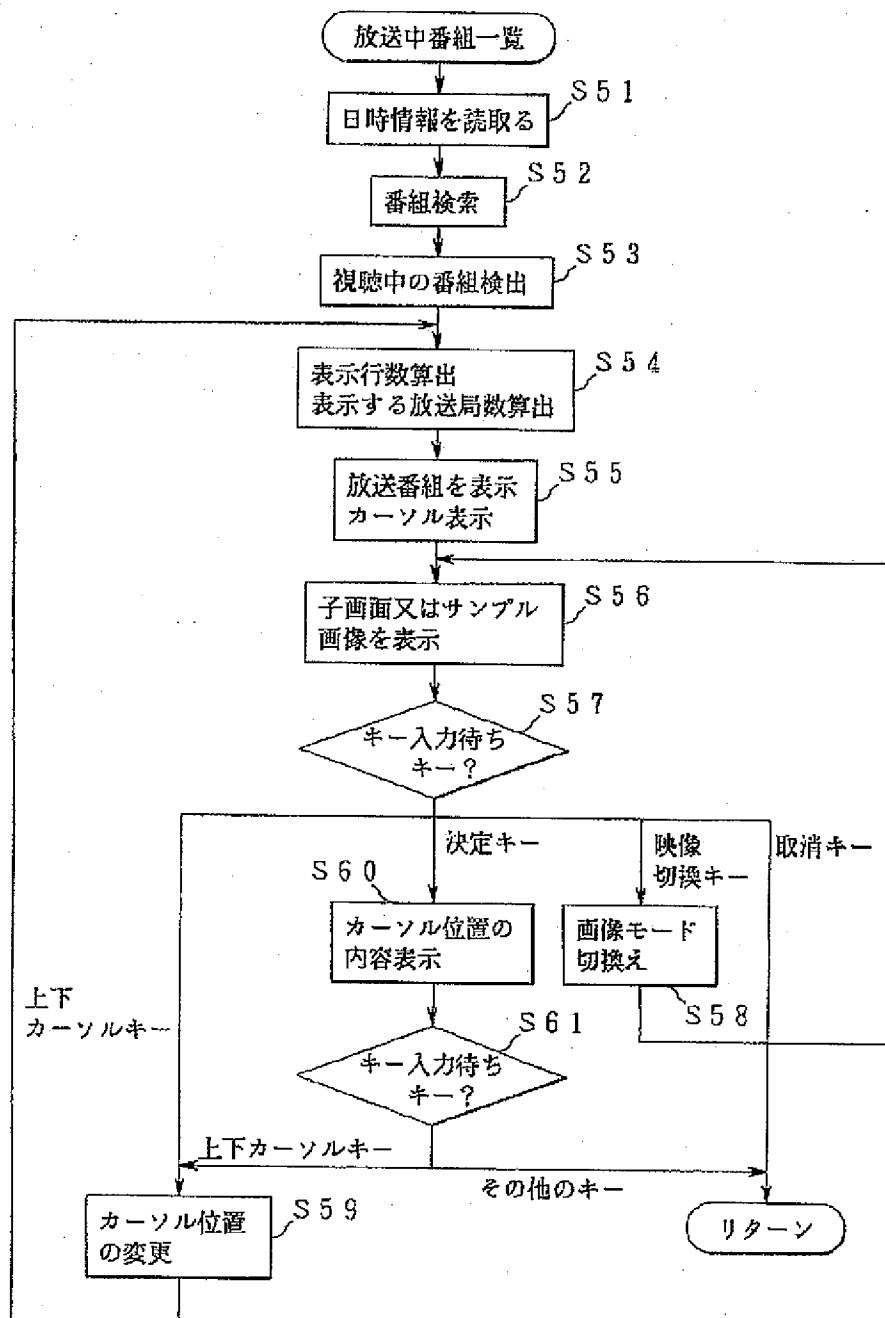 放送中番組一覧
S51
日時情報を読取る
S52
番組検索
S53
視聴中の番組検出
S54
表示行数算出
表示する放送局数算出
S55
放送番組を表示
カーソル表示
S56
子画面又はサンプル
画像を表示
S57
キー入力待ち
キー?
決定キー
映像
切換キー
取消キー
S60
カーソル位置の
内容表示
画像モード
切換え
S58
上下
カーソルキー
S61
キー入力待ち
キー?
上下カーソルキー
その他のキー
S59
カーソル位置
の変更
リターン